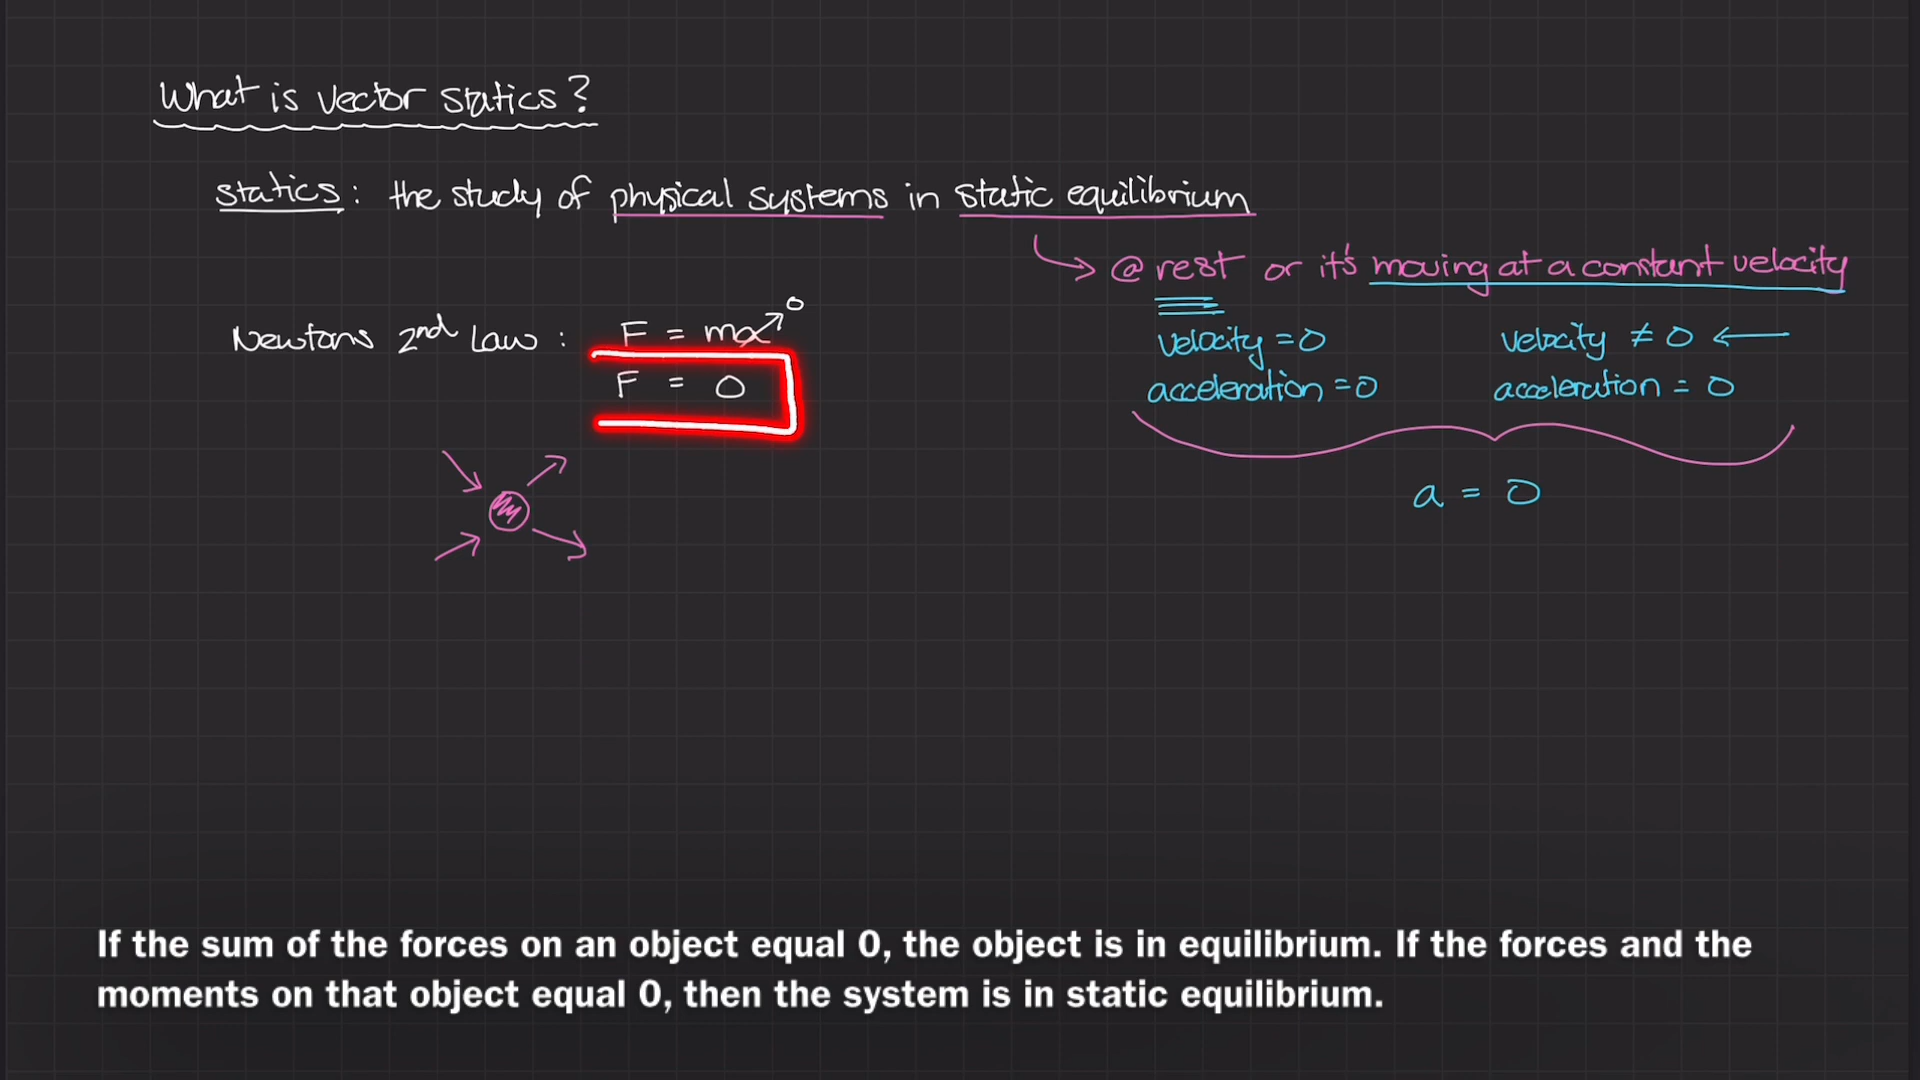 What is vector statics?
statics: the study of physical systems in static equilibrium
@ rest or it's moving at a constant velocity
Newtons 2nd Law: F = ma 0
F = 0
velocity = 0
acceleration = 0
velocity ≠ 0
acceleration = 0
a = 0
If the sum of the forces on an object equal 0, the object is in equilibrium. If the forces and the
moments on that object equal 0, then the system is in static equilibrium.